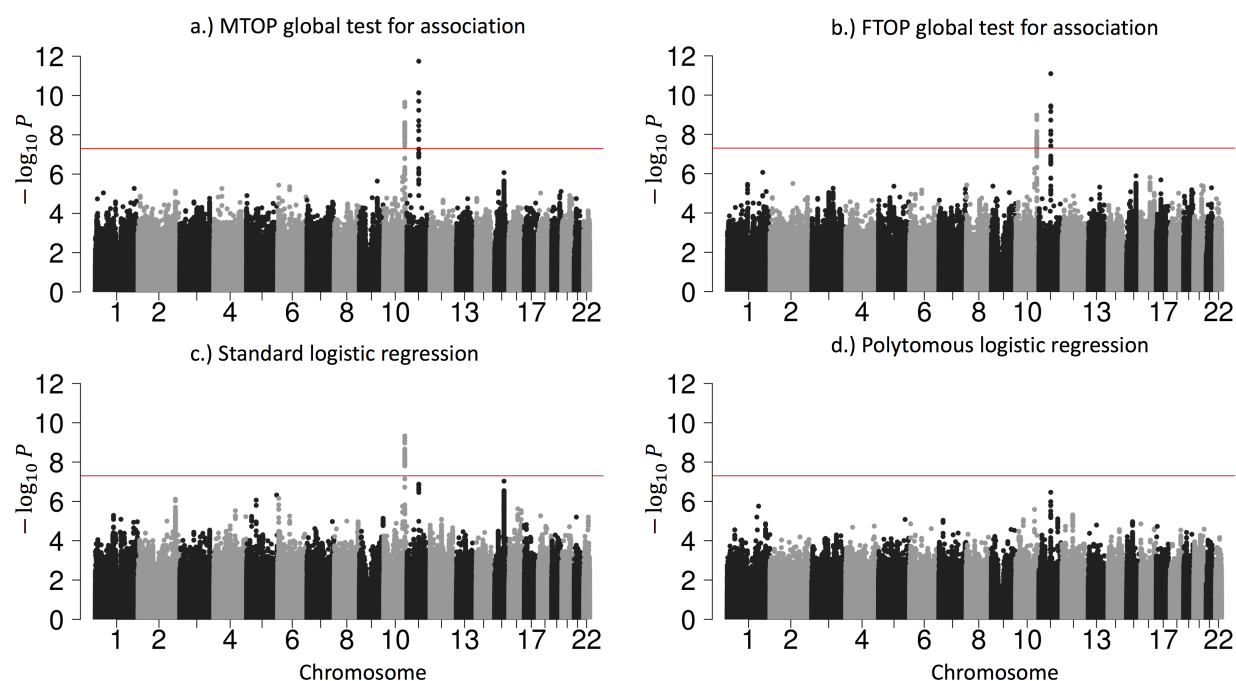 a.) MTOP global test for association
12
10
8
6
4
2
0
− log10 P
1 2 4 6 8 10 13 17 22
b.) FTOP global test for association
12
10
8
6
4
2
0
− log10 P
1 2 4 6 8 10 13 17 22
c.) Standard logistic regression
12
10
8
6
4
2
0
− log10 P
1 2 4 6 8 10 13 17 22
Chromosome
d.) Polytomous logistic regression
12
10
8
6
4
2
0
− log10 P
1 2 4 6 8 10 13 17 22
Chromosome